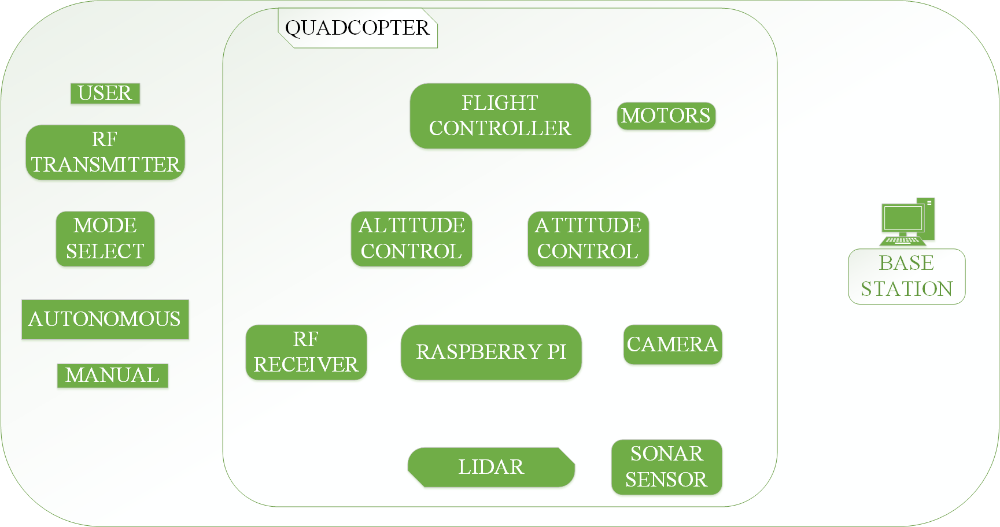 QUADCOPTER
USER
RF
TRANSMITTER
MODE
SELECT
AUTONOMOUS
MANUAL
FLIGHT
CONTROLLER
MOTORS
ALTITUDE
CONTROL
ATTITUDE
CONTROL
RF
RECEIVER
RASPBERRY PI
CAMERA
LIDAR
SONAR
SENSOR
BASE
STATION